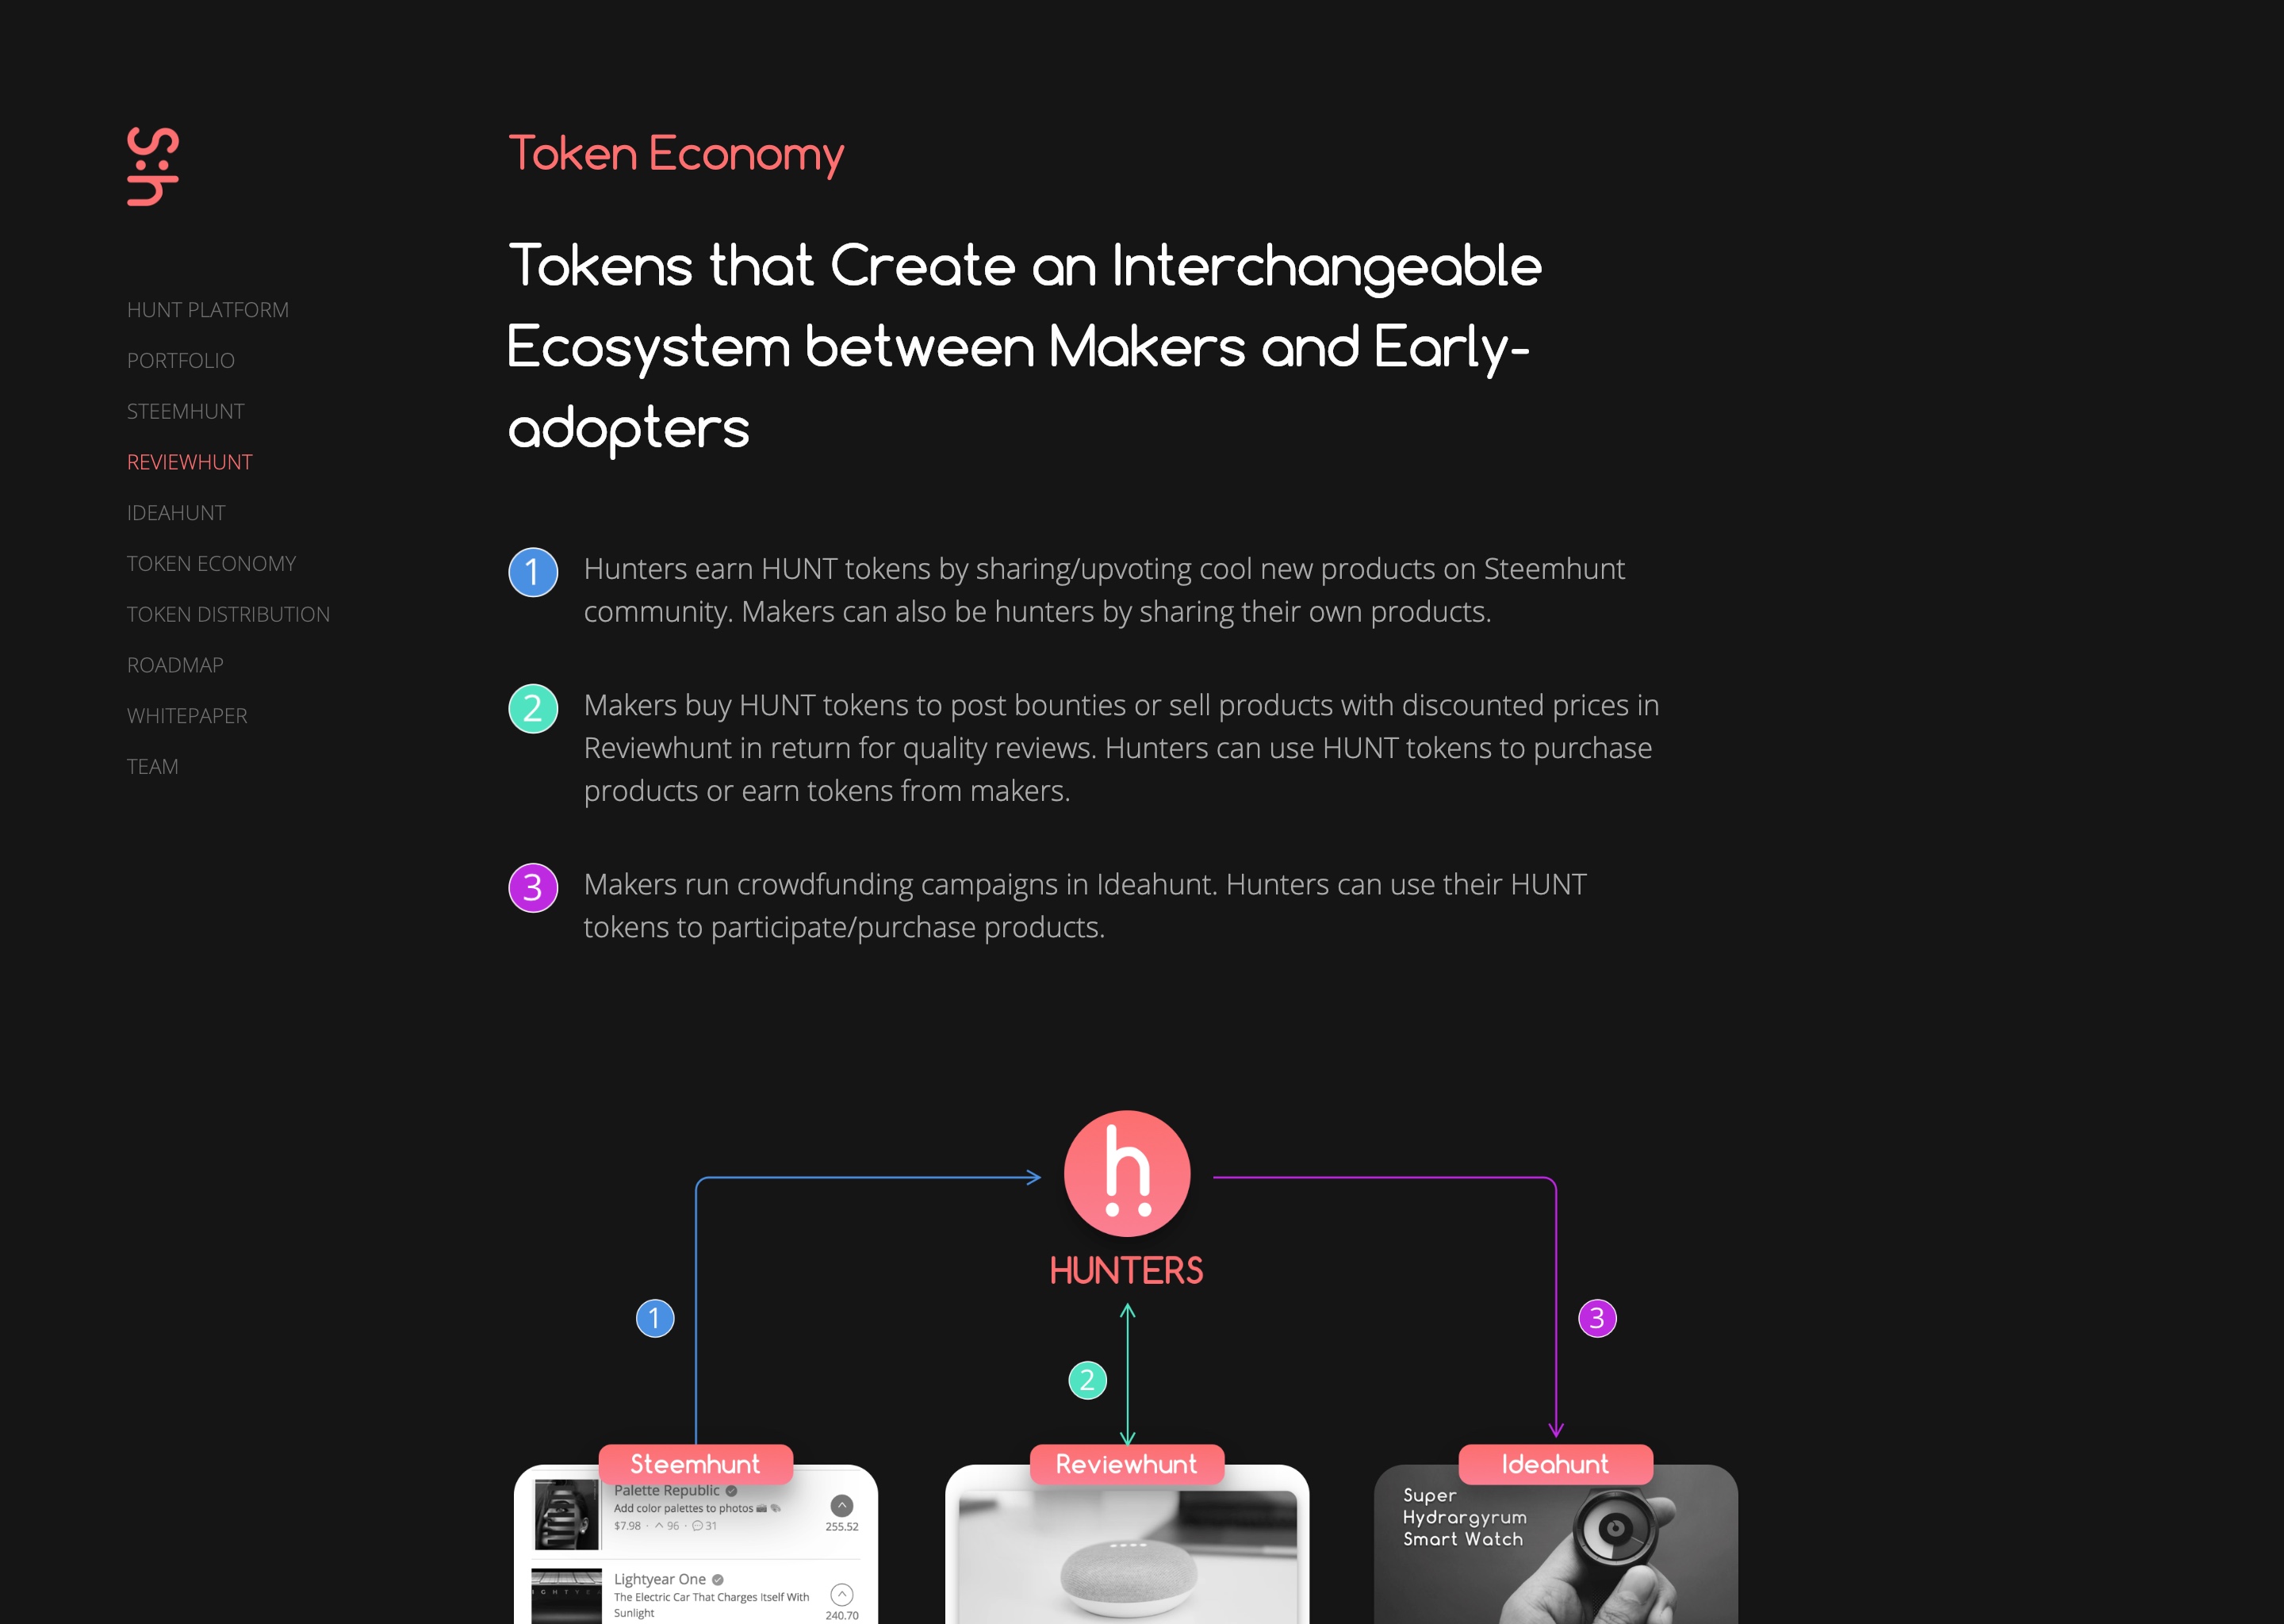 S:h
HUNT PLATFORM
PORTFOLIO
STEEMHUNT
REVIEWHUNT
IDEAHUNT
TOKEN ECONOMY
TOKEN DISTRIBUTION
ROADMAP
WHITEPAPER
TEAM
Token Economy
Tokens that Create an Interchangeable
Ecosystem between Makers and Early-
adopters
1
Hunters earn HUNT tokens by sharing/upvoting cool new products on Steemhunt
community. Makers can also be hunters by sharing their own products.
2
Makers buy HUNT tokens to post bounties or sell products with discounted prices in
Reviewhunt in return for quality reviews. Hunters can use HUNT tokens to purchase
products or earn tokens from makers.
3
Makers run crowdfunding campaigns in Ideahunt. Hunters can use their HUNT
tokens to participate/purchase products.
h
HUNTERS
1
2
3
Steemhunt
Palette Republic
Add color palettes to photos
$7.98 · 96 · 31
255.52
Lightyear One
The Electric Car That Charges Itself With
Sunlight
240.70
Reviewhunt
Ideahunt
Super
Hydrargyrum
Smart Watch